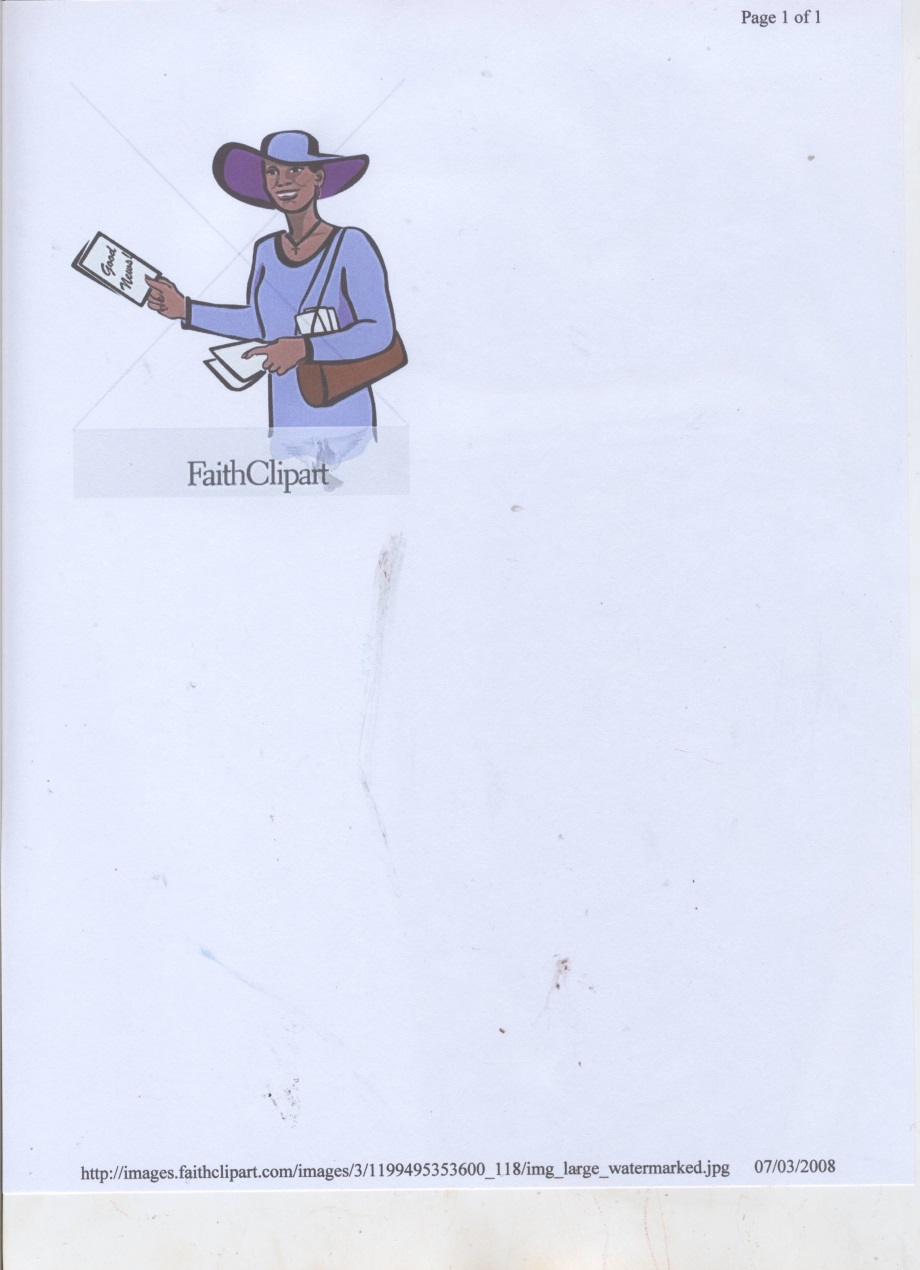 Page 1 of 1
Good
News!
FaithClipart
http://images.faithclipart.com/images/3/1199495353600_118/img_large_watermarked.jpg 07/03/2008